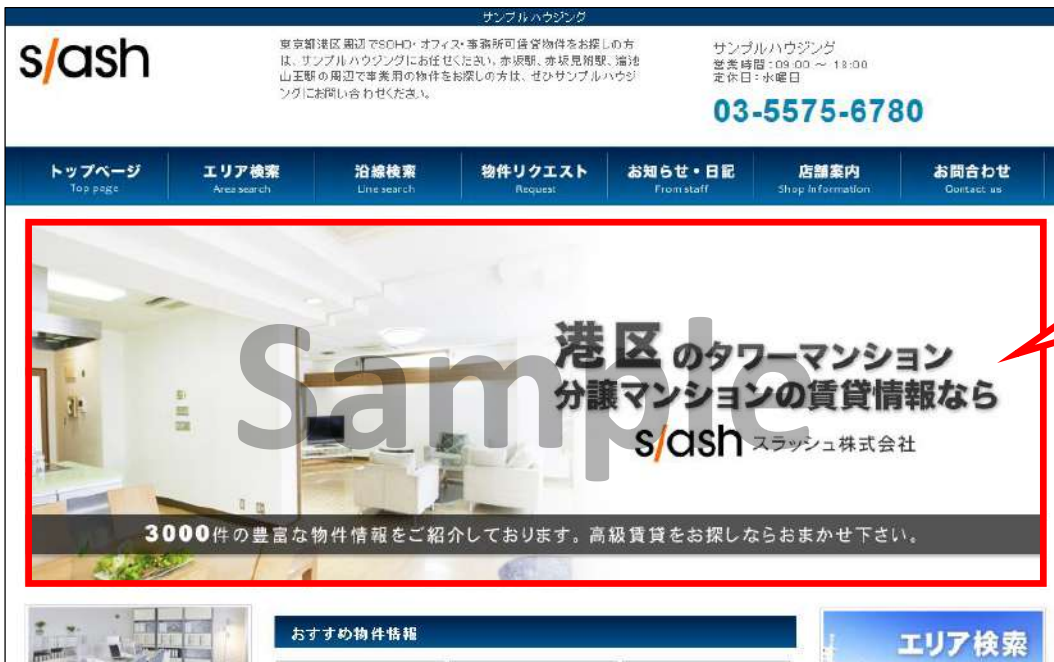 サンプルハウジング
s/ash
東京都港区周辺でSOHO・オフィス・事務所可賃貸物件をお探しの方
は、サンプルハウジングにお任せください。赤坂駅、赤坂見附駅、溜池
山王駅の周辺で事業用の物件をお探しの方は、ぜひサンプルハウジ
ングにお問い合わせください。
サンプルハウジング
営業時間:09:00 ～ 18:00
定休日:水曜日
03-5575-6780
トップページ エリア検索 沿線検索 物件リクエスト お知らせ・日記 店舗案内 お問合わせ
Top page Area search Line search Request From staff Shop Information Contact us
Sample
港区のタワーマンション
分譲マンションの賃貸情報なら
s/ash スラッシュ株式会社
3000件の豊富な物件情報をご紹介しております。高級賃貸をお探しならおまかせ下さい。
おすすめ物件情報
エリア検索